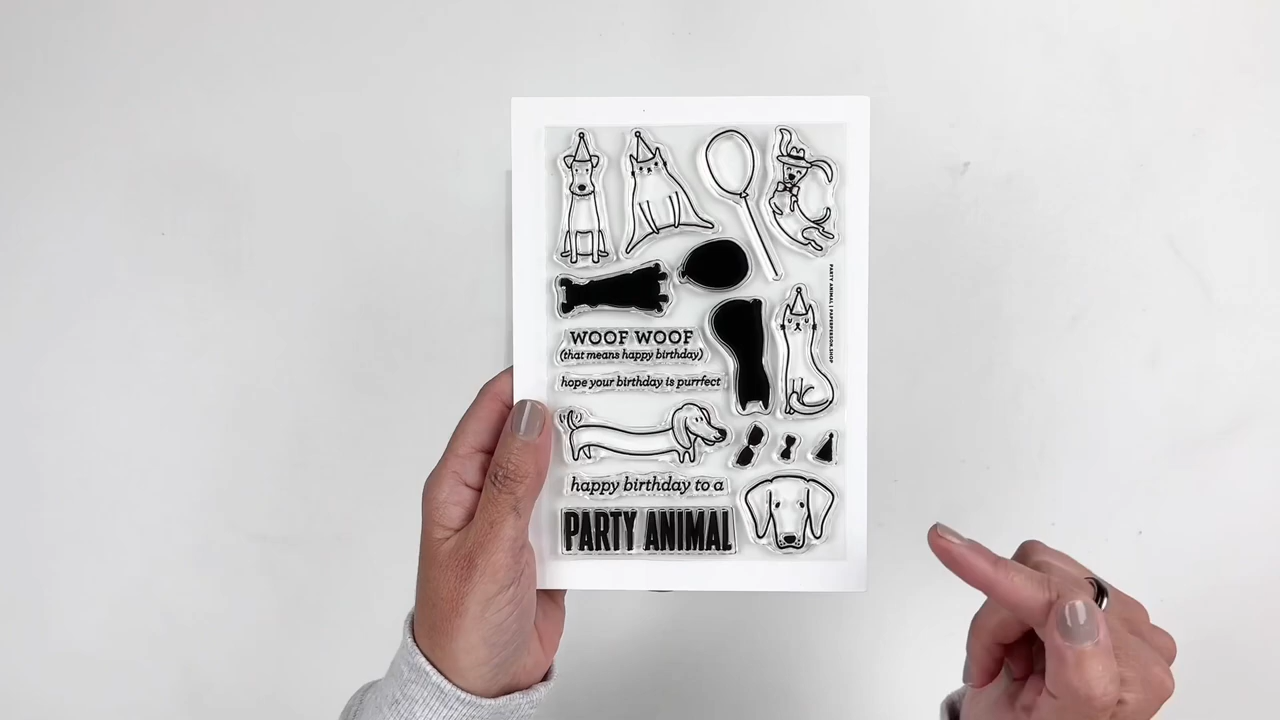 PARTY ANIMAL | PAPERPERSON.SHOP
WOOF WOOF
(that means happy birthday)
hope your birthday is purrfect
happy birthday to a
PARTY ANIMAL